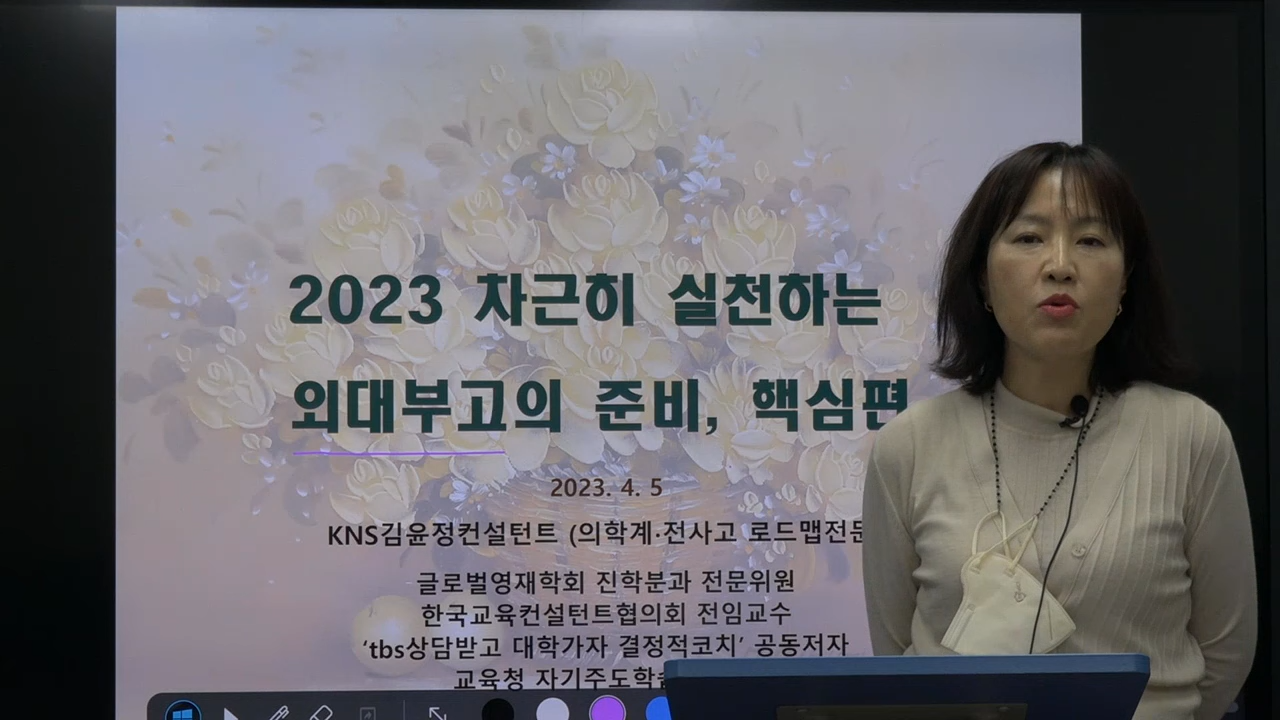 2023 차근히 실천하는
외대부고의 준비, 핵심편
2023. 4. 5
KNS김윤정컨설턴트 (의학계·전사고 로드맵전문
글로벌영재학회 진학분과 전문위원
한국교육컨설턴트협의회 전임교수
‘tbs상담받고 대학가자 결정적코치’ 공동저자
교육청 자기주도학습